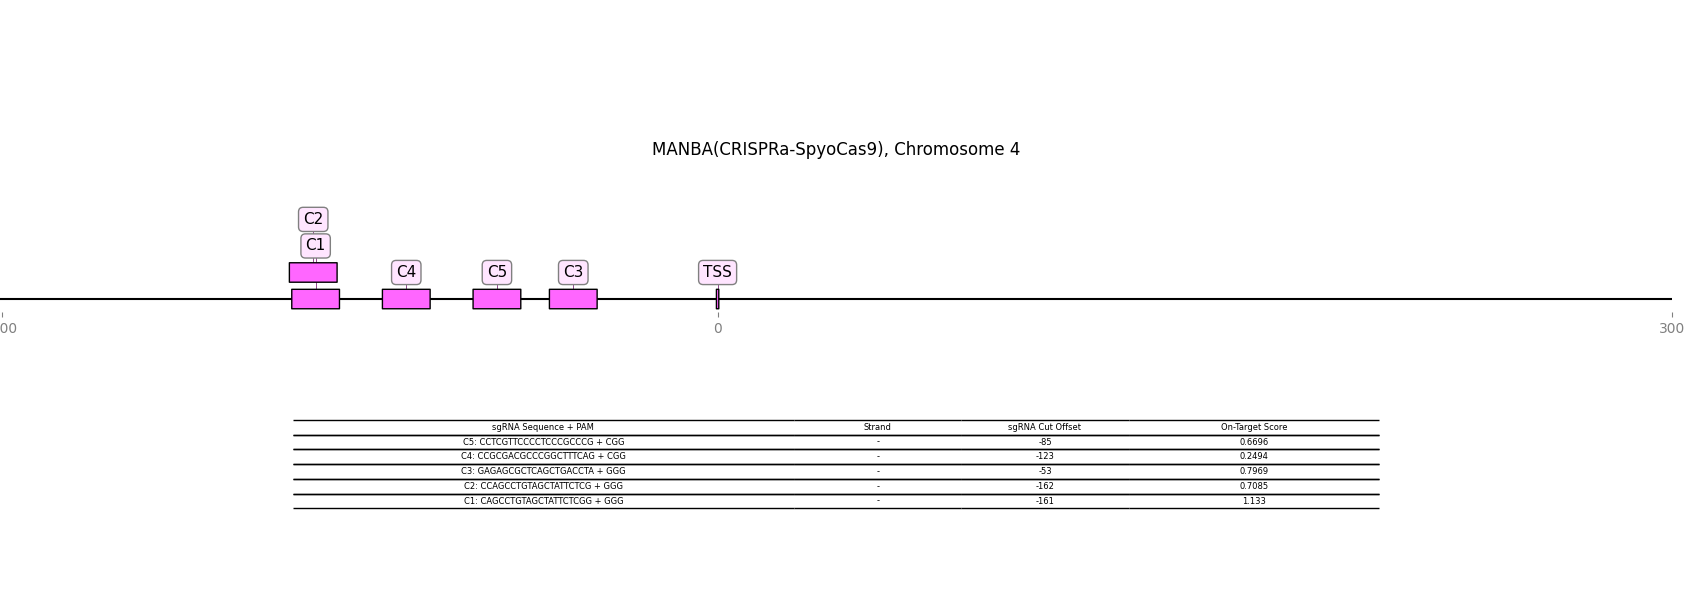 MANBA(CRISPRa-SpyoCas9), Chromosome 4
C2
C1
C4 C5 C3 TSS
00 0 300
sgRNA Sequence + PAM Strand sgRNA Cut Offset On-Target Score
C5: CCTCGTTCCCCTCCCGCCCG + CGG - -85 0.6696
C4: CCGCGACGCCCGGCTTTCAG + CGG - -123 0.2494
C3: GAGAGCGCTCAGCTGACCTA + GGG - -53 0.7969
C2: CCAGCCTGTAGCTATTCTCG + GGG - -162 0.7085
C1: CAGCCTGTAGCTATTCTCGG + GGG - -161 1.133